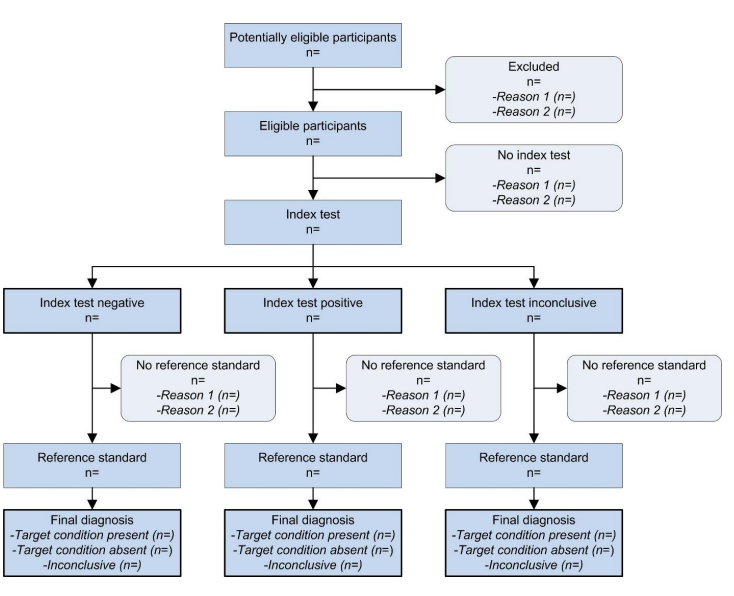 Potentially eligible participants
n=
Excluded
n=
-Reason 1 (n=)
-Reason 2 (n=)
Eligible participants
n=
No index test
n=
-Reason 1 (n=)
-Reason 2 (n=)
Index test
n=
Index test negative
n=
Index test positive
n=
Index test inconclusive
n=
No reference standard
n=
-Reason 1 (n=)
-Reason 2 (n=)
No reference standard
n=
-Reason 1 (n=)
-Reason 2 (n=)
No reference standard
n=
-Reason 1 (n=)
-Reason 2 (n=)
Reference standard
n=
Reference standard
n=
Reference standard
n=
Final diagnosis
-Target condition present (n=)
-Target condition absent (n=)
-Inconclusive (n=)
Final diagnosis
-Target condition present (n=)
-Target condition absent (n=)
-Inconclusive (n=)
Final diagnosis
-Target condition present (n=)
-Target condition absent (n=)
-Inconclusive (n=)